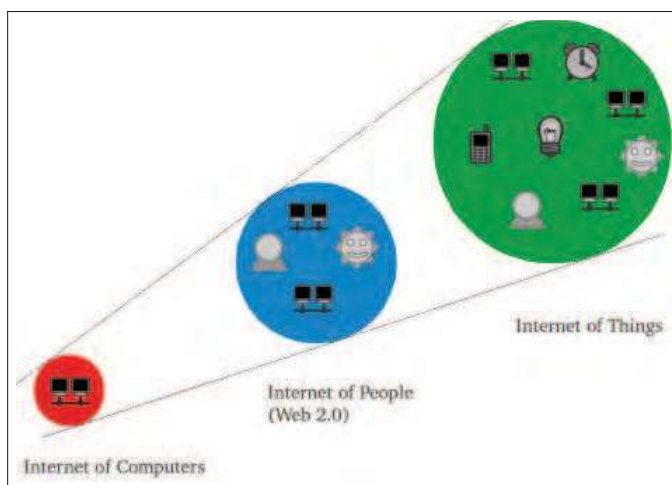 Internet of Things
Internet of People
(Web 2.0)
Internet of Computers